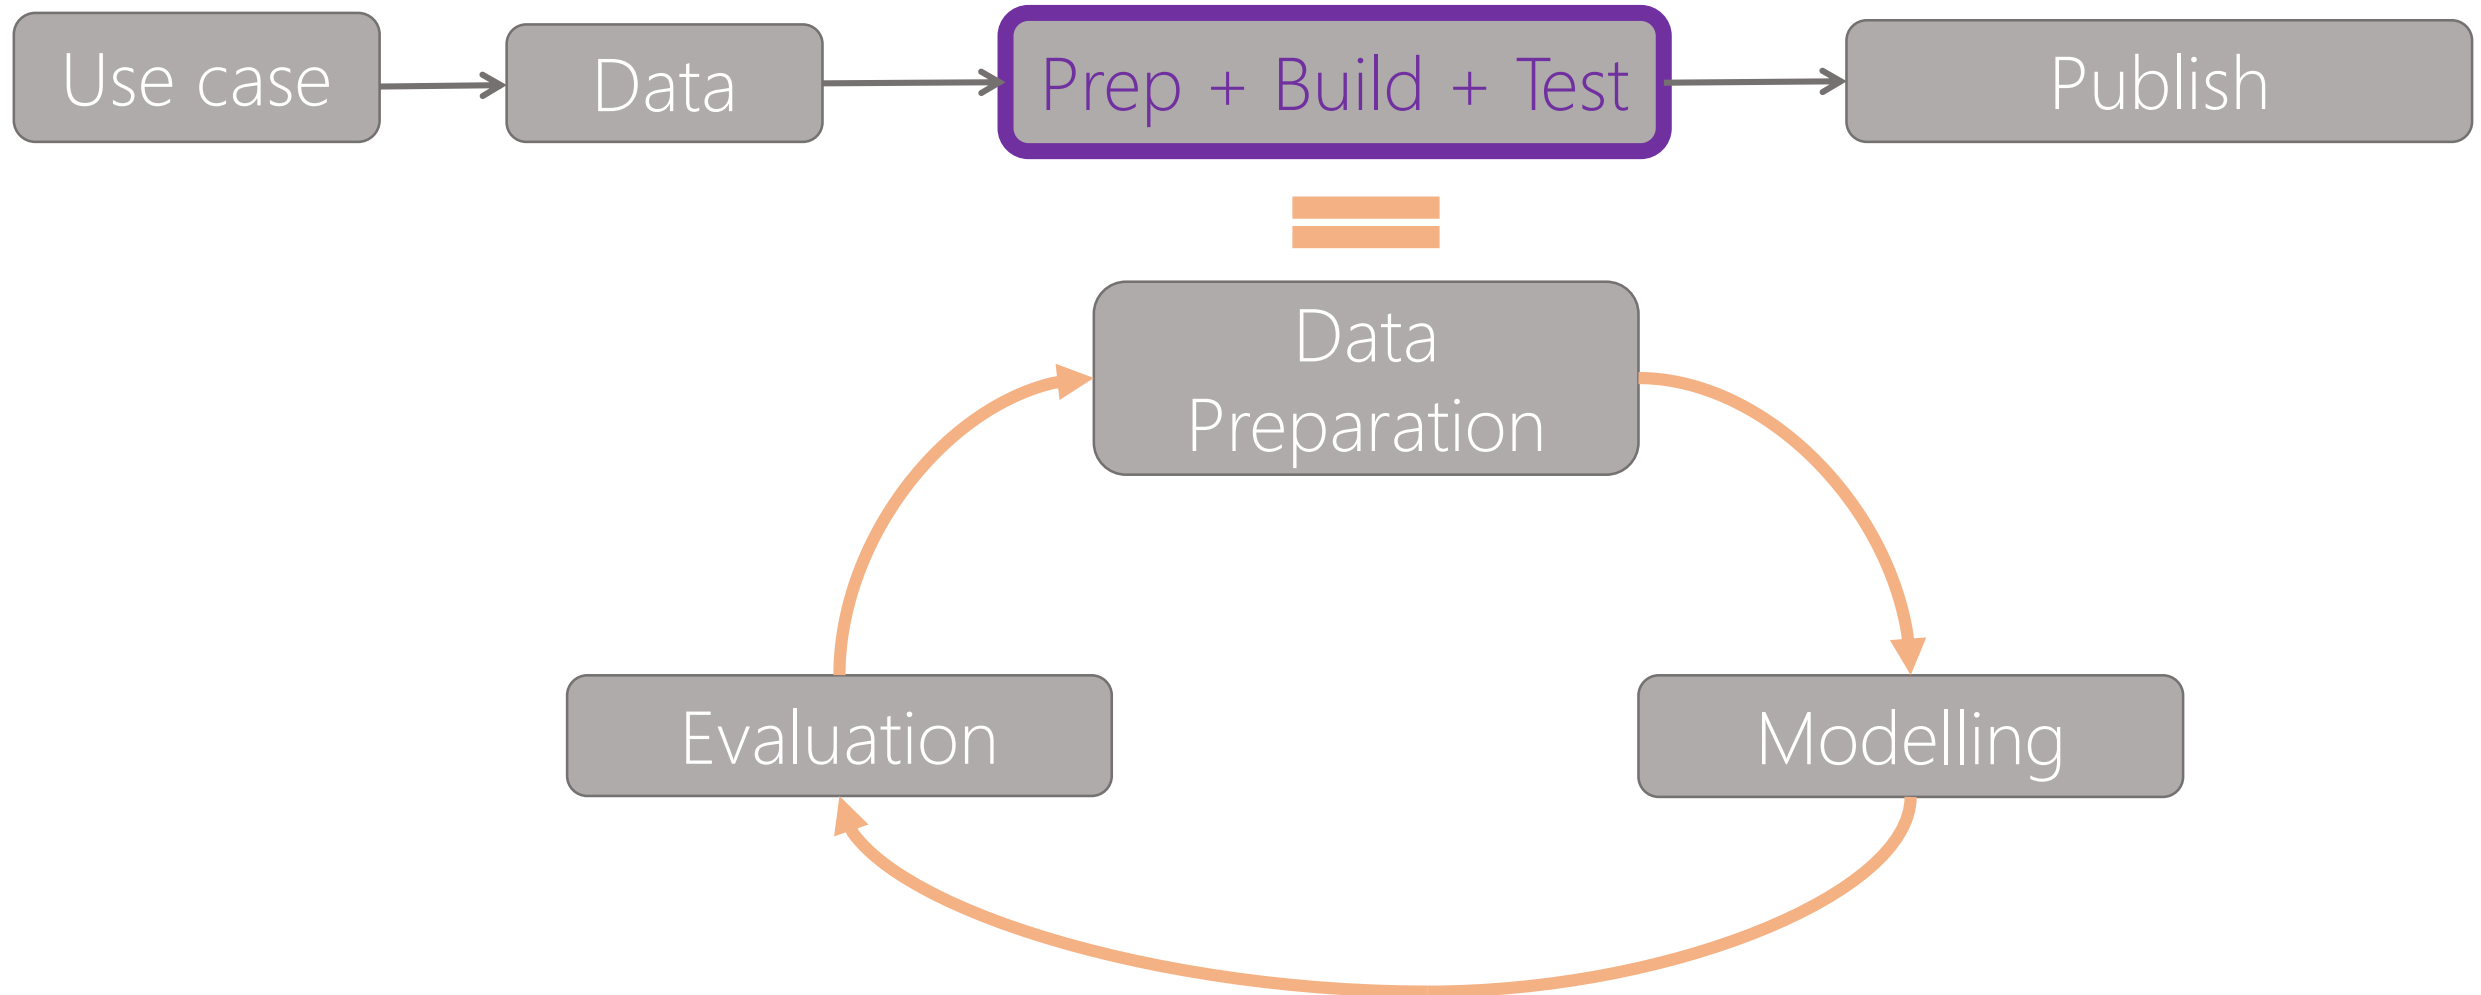 Use case
Data
Prep + Build + Test
Publish
Data
Preparation
Evaluation
Modelling